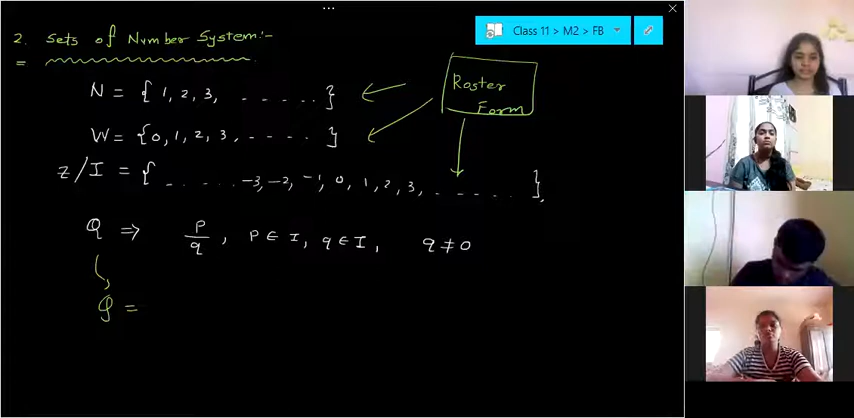 Class 11 > M2 > FB
2. Sets of Number System:-
N = { 1, 2, 3, ...... }
W = {0, 1, 2, 3, ..... }
Roster
Form
Z/I = { ...... -3, -2, -1, 0, 1, 2, 3, ...... }.
Q ⇒ p/q, P ∈ I, q ∈ I, q ≠ 0
Q =